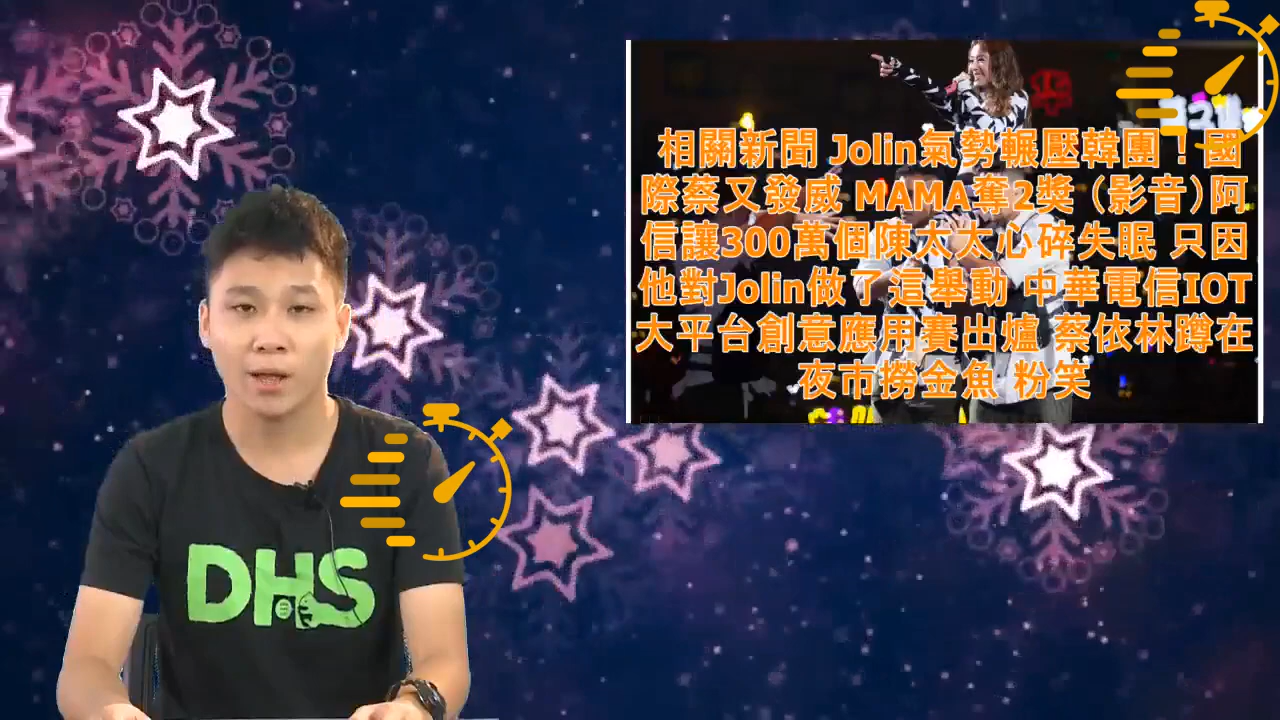 相關新聞 Jolin氣勢輾壓韓團！國
際蔡又發威 MAMA奪2獎（影音）阿
信讓300萬個陳太太心碎失眠 只因
他對Jolin做了這舉動 中華電信IOT
大平台創意應用賽出爐 蔡依林蹲在
夜市撈金魚 粉笑
DHS